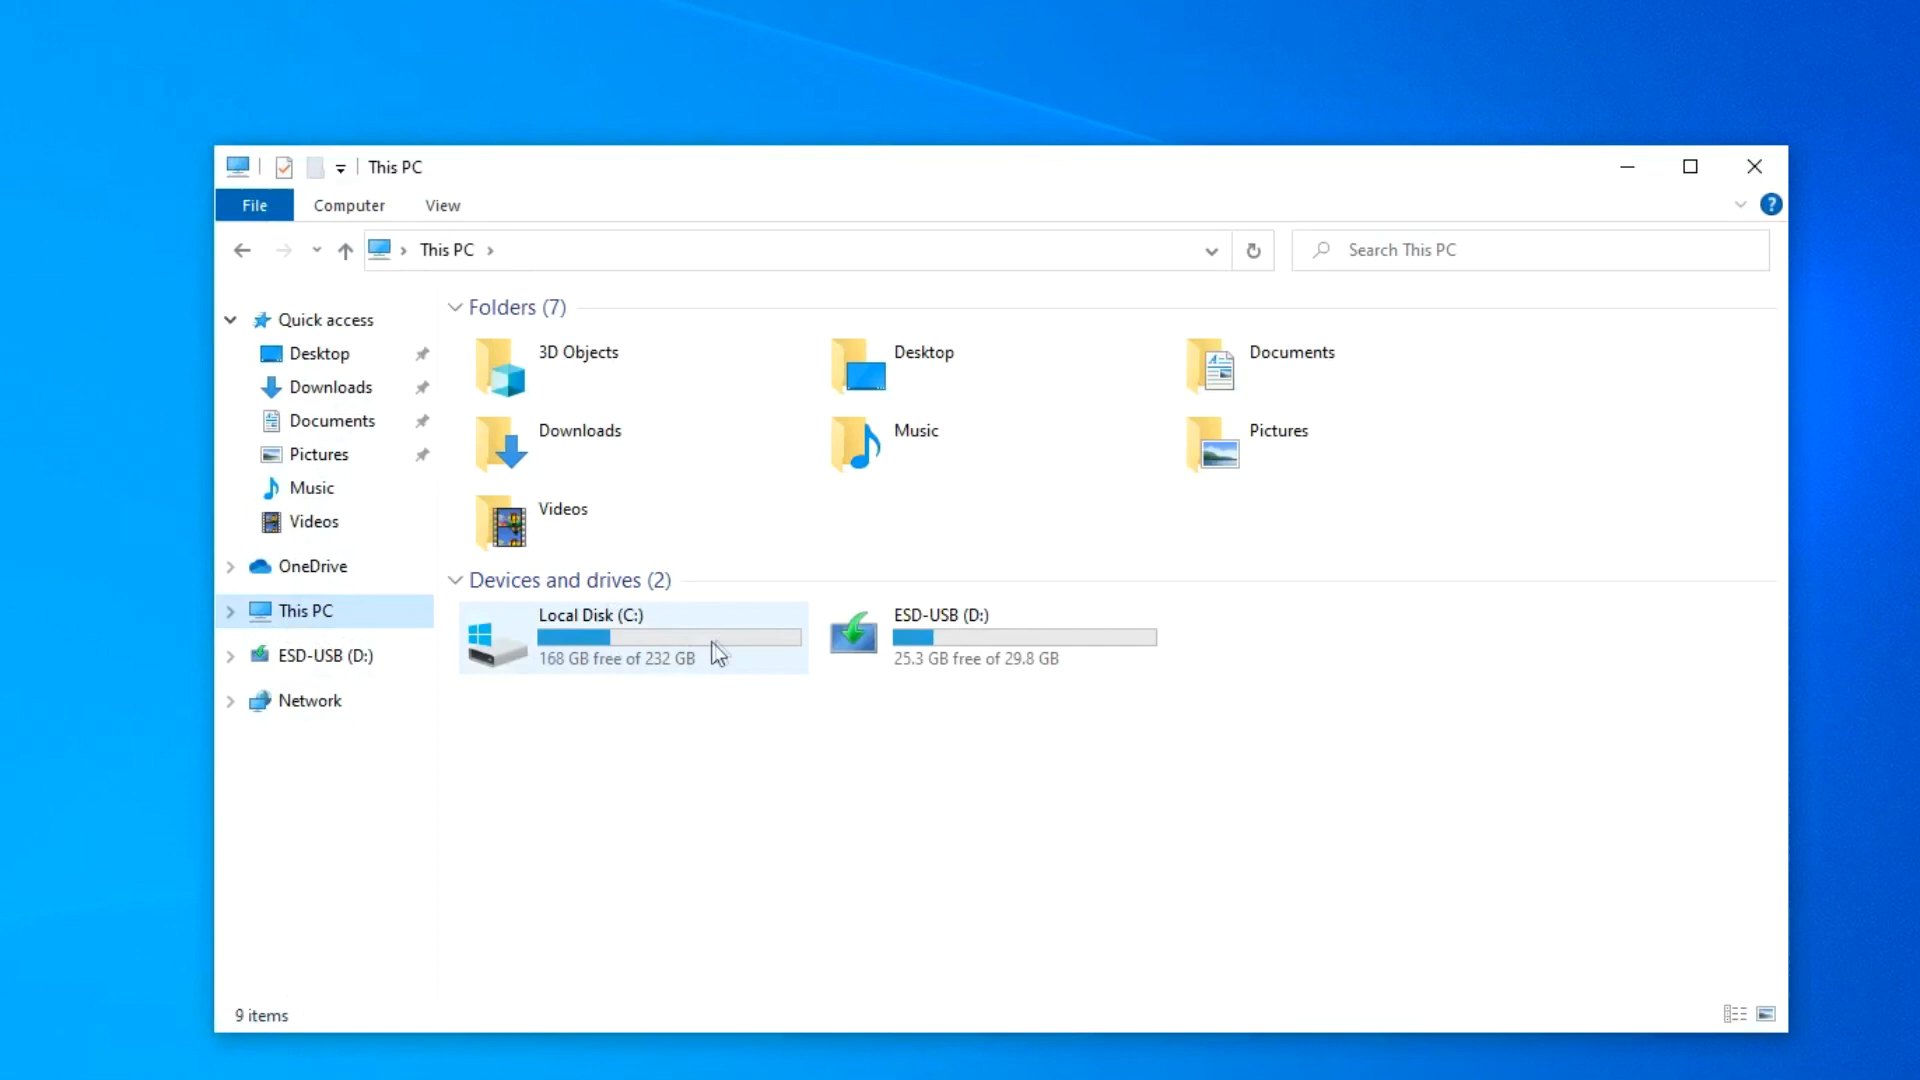 This PC
File
Computer
View
This PC
Search This PC
Quick access
Desktop
Downloads
Documents
Pictures
Music
Videos
OneDrive
This PC
ESD-USB (D:)
Network
Folders (7)
3D Objects
Desktop
Documents
Downloads
Music
Pictures
Videos
Devices and drives (2)
Local Disk (C:)
168 GB free of 232 GB
ESD-USB (D:)
25.3 GB free of 29.8 GB
9 items